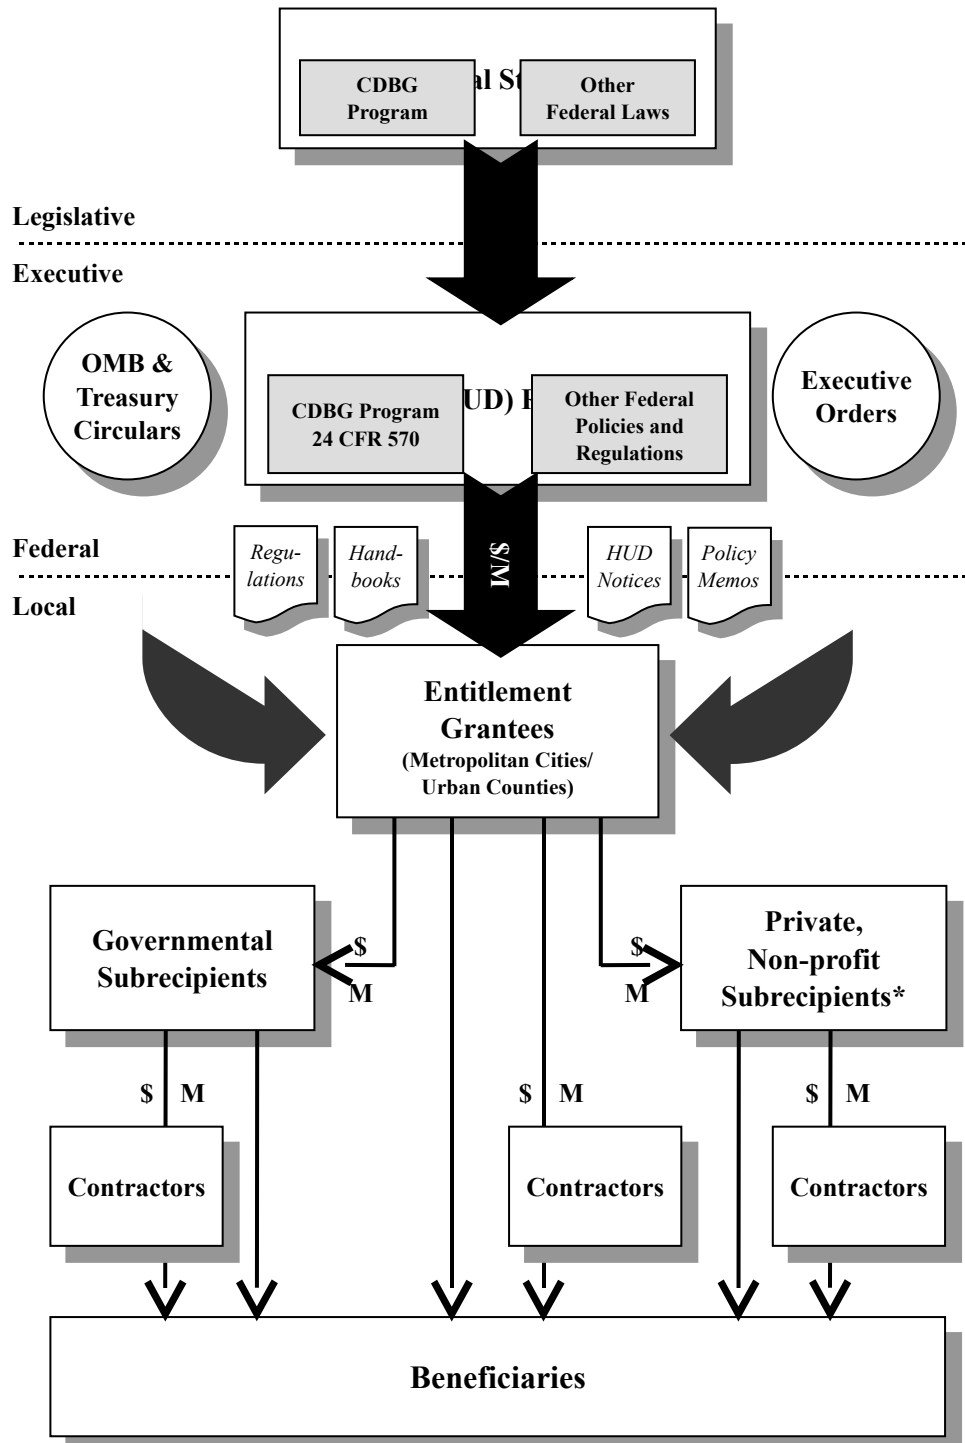 CDBG
Program
Other
Federal Laws
Legislative
Executive
OMB &
Treasury
Circulars
CDBG Program
24 CFR 570
UD)
Other Federal
Policies and
Regulations
Executive
Orders
Federal
Local
Regu-
lations
Hand-
books
$/M
HUD
Notices
Policy
Memos
Entitlement
Grantees
(Metropolitan Cities/
Urban Counties)
Governmental
Subrecipients
$
M
$
M
Private,
Non-profit
Subrecipients*
$ M
$ M
$ M
Contractors
Contractors
Contractors
Beneficiaries